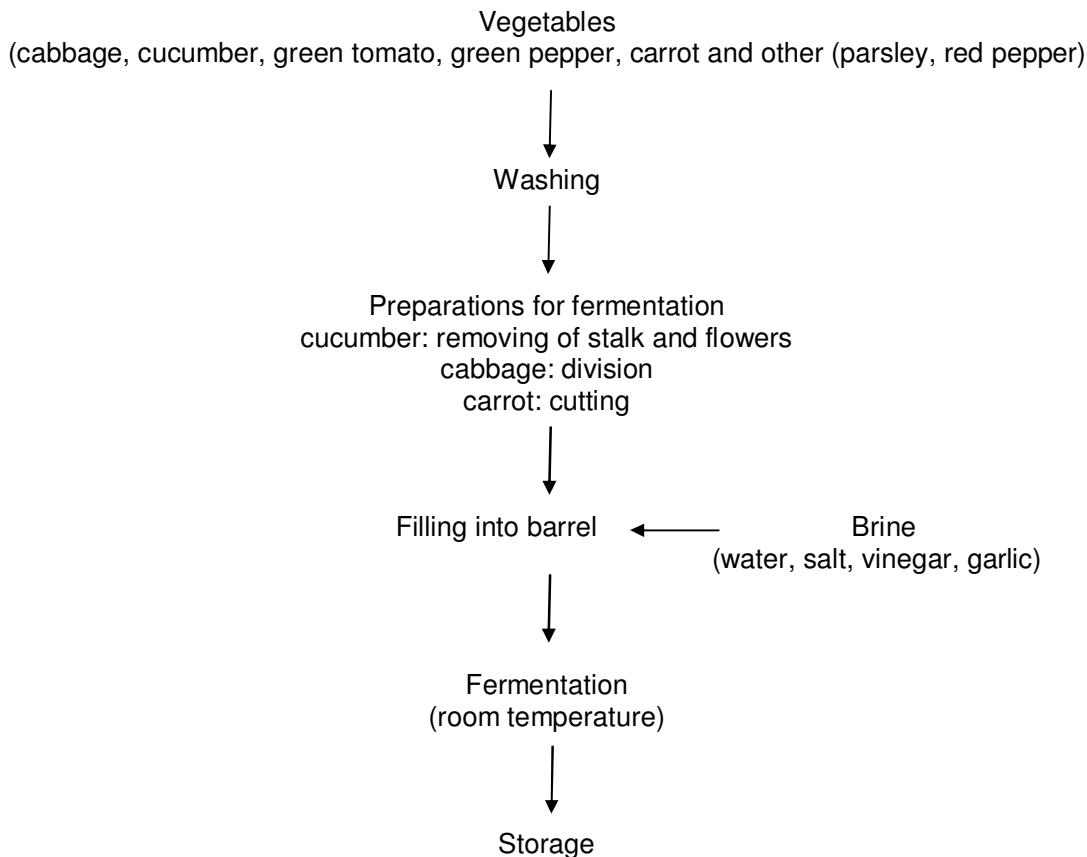 Vegetables
(cabbage, cucumber, green tomato, green pepper, carrot and other (parsley, red pepper)
Washing
Preparations for fermentation
cucumber: removing of stalk and flowers
cabbage: division
carrot: cutting
Filling into barrel
Brine
(water, salt, vinegar, garlic)
Fermentation
(room temperature)
Storage